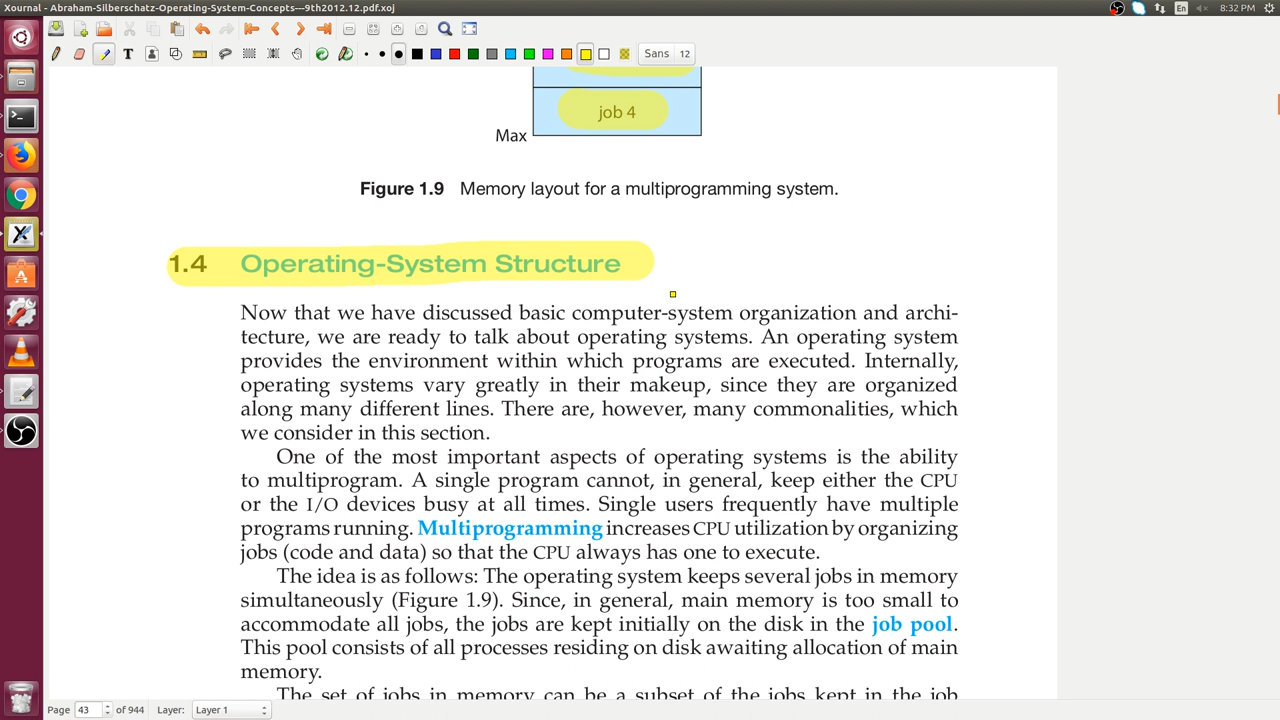 Xournal - Abraham-Silberschatz-Operating-System-Concepts---9th2012.12.pdf.xoj
En
8:32 PM
T
Sans 12
job 4
Max
Figure 1.9 Memory layout for a multiprogramming system.
1.4 Operating-System Structure
Now that we have discussed basic computer-system organization and archi-
tecture, we are ready to talk about operating systems. An operating system
provides the environment within which programs are executed. Internally,
operating systems vary greatly in their makeup, since they are organized
along many different lines. There are, however, many commonalities, which
we consider in this section.
One of the most important aspects of operating systems is the ability
to multiprogram. A single program cannot, in general, keep either the CPU
or the I/O devices busy at all times. Single users frequently have multiple
programs running. Multiprogramming increases CPU utilization by organizing
jobs (code and data) so that the CPU always has one to execute.
The idea is as follows: The operating system keeps several jobs in memory
simultaneously (Figure 1.9). Since, in general, main memory is too small to
accommodate all jobs, the jobs are kept initially on the disk in the job pool.
This pool consists of all processes residing on disk awaiting allocation of main
memory.
The set of jobs in memory can be a subset of the jobs kept in the job
Page 43 of 944 Layer: Layer 1